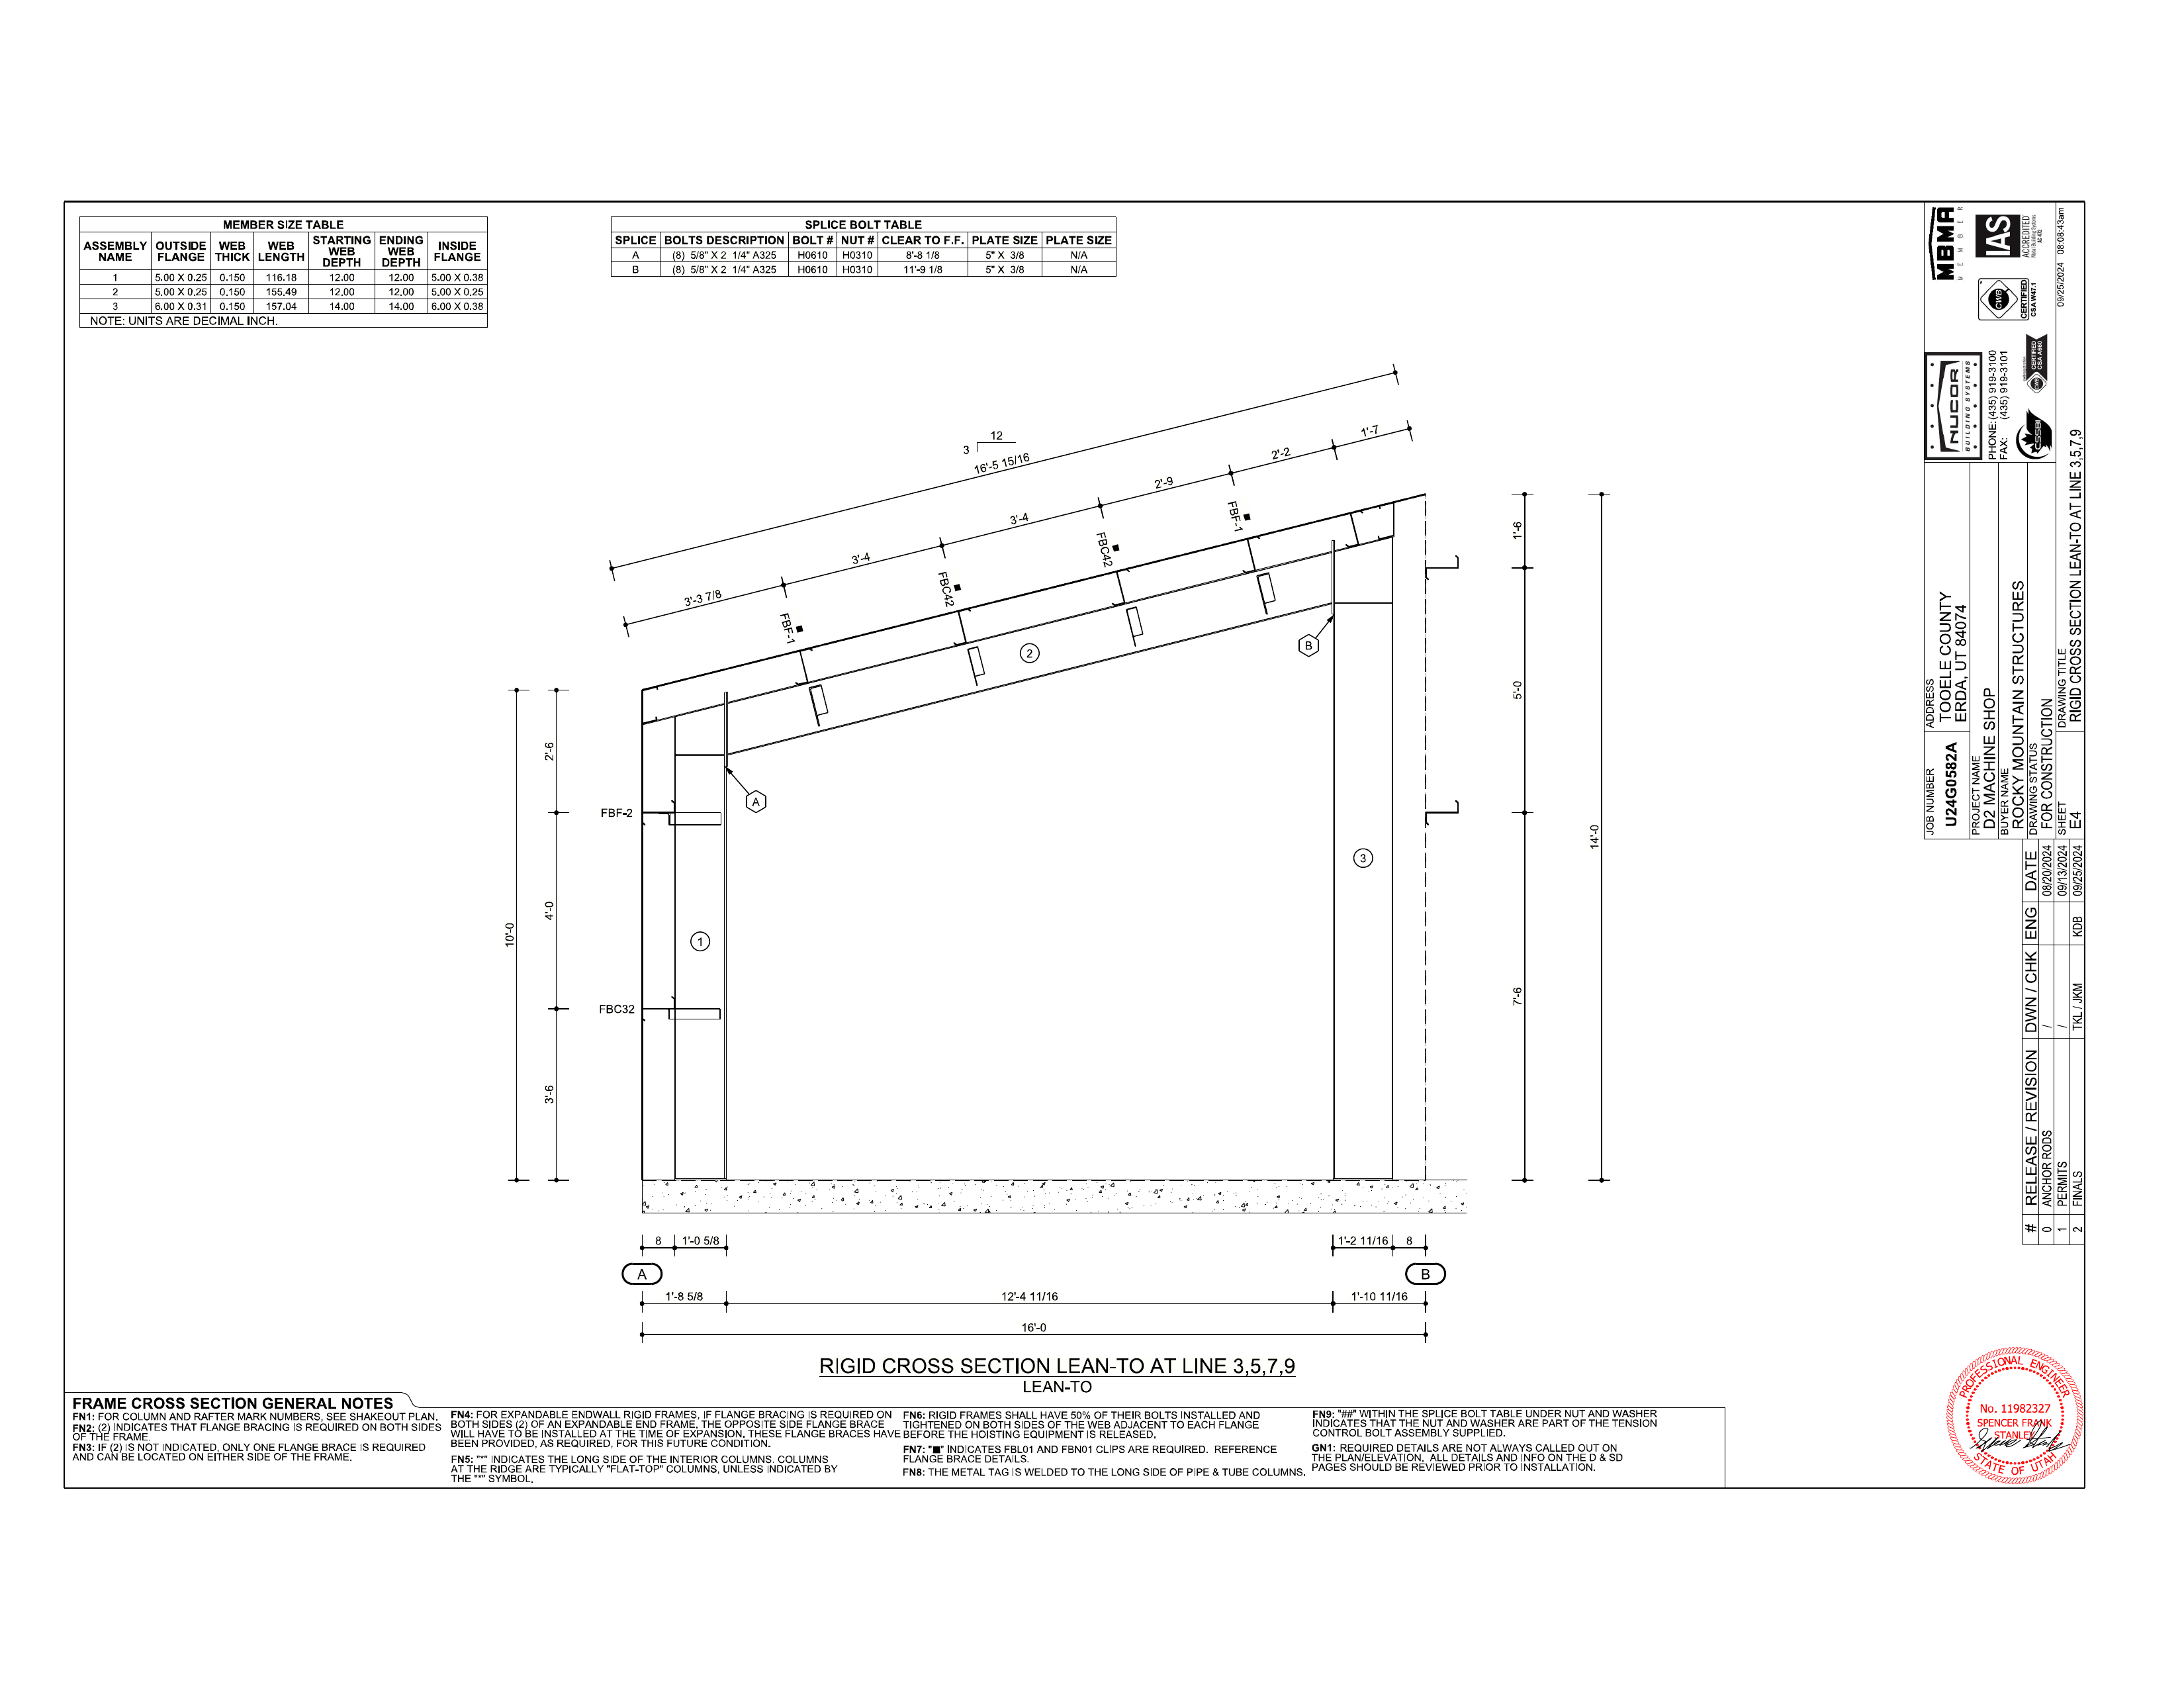 MEMBER SIZE TABLE
ASSEMBLY NAME OUTSIDE FLANGE WEB THICK WEB LENGTH STARTING WEB DEPTH ENDING WEB DEPTH INSIDE FLANGE
1 5.00 X 0.25 0.150 116.18 12.00 12.00 5.00 X 0.38
2 5.00 X 0.25 0.150 155.49 12.00 12.00 5.00 X 0.25
3 6.00 X 0.31 0.150 157.04 14.00 14.00 6.00 X 0.38
NOTE: UNITS ARE DECIMAL INCH.
SPLICE BOLT TABLE
SPLICE BOLTS DESCRIPTION BOLT # NUT # CLEAR TO F.F. PLATE SIZE PLATE SIZE
A (8) 5/8" X 2 1/4" A325 H0610 H0310 8'-8 1/8 5" X 3/8 N/A
B (8) 5/8" X 2 1/4" A325 H0610 H0310 11'-9 1/8 5" X 3/8 N/A
12
3
16'-5 15/16
3'-3 7/8
3'-4
3'-4
2'-9
2'-2
1'-7
FBF-1■
FBC42■
FBC42■
FBF-1■
2
B
A
1
3
FBF-2
FBC32
10'-0
2'-6
4'-0
3'-6
1'-6
5'-0
7'-6
14'-0
8
1'-0 5/8
1'-2 11/16
8
A
B
1'-8 5/8
12'-4 11/16
1'-10 11/16
16'-0
RIGID CROSS SECTION LEAN-TO AT LINE 3,5,7,9
LEAN-TO
FRAME CROSS SECTION GENERAL NOTES
FN1: FOR COLUMN AND RAFTER MARK NUMBERS, SEE SHAKEOUT PLAN.
FN2: (2) INDICATES THAT FLANGE BRACING IS REQUIRED ON BOTH SIDES
OF THE FRAME.
FN3: IF (2) IS NOT INDICATED, ONLY ONE FLANGE BRACE IS REQUIRED
AND CAN BE LOCATED ON EITHER SIDE OF THE FRAME.
FN4: FOR EXPANDABLE ENDWALL RIGID FRAMES, IF FLANGE BRACING IS REQUIRED ON
BOTH SIDES (2) OF AN EXPANDABLE END FRAME, THE OPPOSITE SIDE FLANGE BRACE
WILL HAVE TO BE INSTALLED AT THE TIME OF EXPANSION. THESE FLANGE BRACES HAVE
BEEN PROVIDED, AS REQUIRED, FOR THIS FUTURE CONDITION.
FN5: "*" INDICATES THE LONG SIDE OF THE INTERIOR COLUMNS. COLUMNS
AT THE RIDGE ARE TYPICALLY "FLAT-TOP" COLUMNS, UNLESS INDICATED BY
THE "*" SYMBOL.
FN6: RIGID FRAMES SHALL HAVE 50% OF THEIR BOLTS INSTALLED AND
TIGHTENED ON BOTH SIDES OF THE WEB ADJACENT TO EACH FLANGE
BEFORE THE HOISTING EQUIPMENT IS RELEASED.
FN7: "■" INDICATES FBL01 AND FBN01 CLIPS ARE REQUIRED. REFERENCE
FLANGE BRACE DETAILS.
FN8: THE METAL TAG IS WELDED TO THE LONG SIDE OF PIPE & TUBE COLUMNS.
FN9: "##" WITHIN THE SPLICE BOLT TABLE UNDER NUT AND WASHER
INDICATES THAT THE NUT AND WASHER ARE PART OF THE TENSION
CONTROL BOLT ASSEMBLY SUPPLIED.
GN1: REQUIRED DETAILS ARE NOT ALWAYS CALLED OUT ON
THE PLAN/ELEVATION. ALL DETAILS AND INFO ON THE D & SD
PAGES SHOULD BE REVIEWED PRIOR TO INSTALLATION.
MBMA
MEMBER
IAS
ACCREDITED
CWB
CERTIFIED
CSA W47.1
CWB
CERTIFIED
CSA A660
CSSBI
NUCOR
BUILDING SYSTEMS
PHONE: (435) 919-3100
FAX: (435) 919-3101
09/25/2024 08:08:43am
JOB NUMBER
U24G0582A
ADDRESS
TOOELE COUNTY
ERDA, UT 84074
PROJECT NAME
D2 MACHINE SHOP
BUYER NAME
ROCKY MOUNTAIN STRUCTURES
DRAWING STATUS
FOR CONSTRUCTION
SHEET
E4
DRAWING TITLE
RIGID CROSS SECTION LEAN-TO AT LINE 3,5,7,9
# RELEASE / REVISION DWN / CHK ENG DATE
0 ANCHOR RODS / 08/20/2024
1 PERMITS / 09/13/2024
2 FINALS TKL / JKM KDB 09/25/2024
PROFESSIONAL ENGINEER
No. 11982327
SPENCER FRANK
STANLEY
STATE OF UTAH